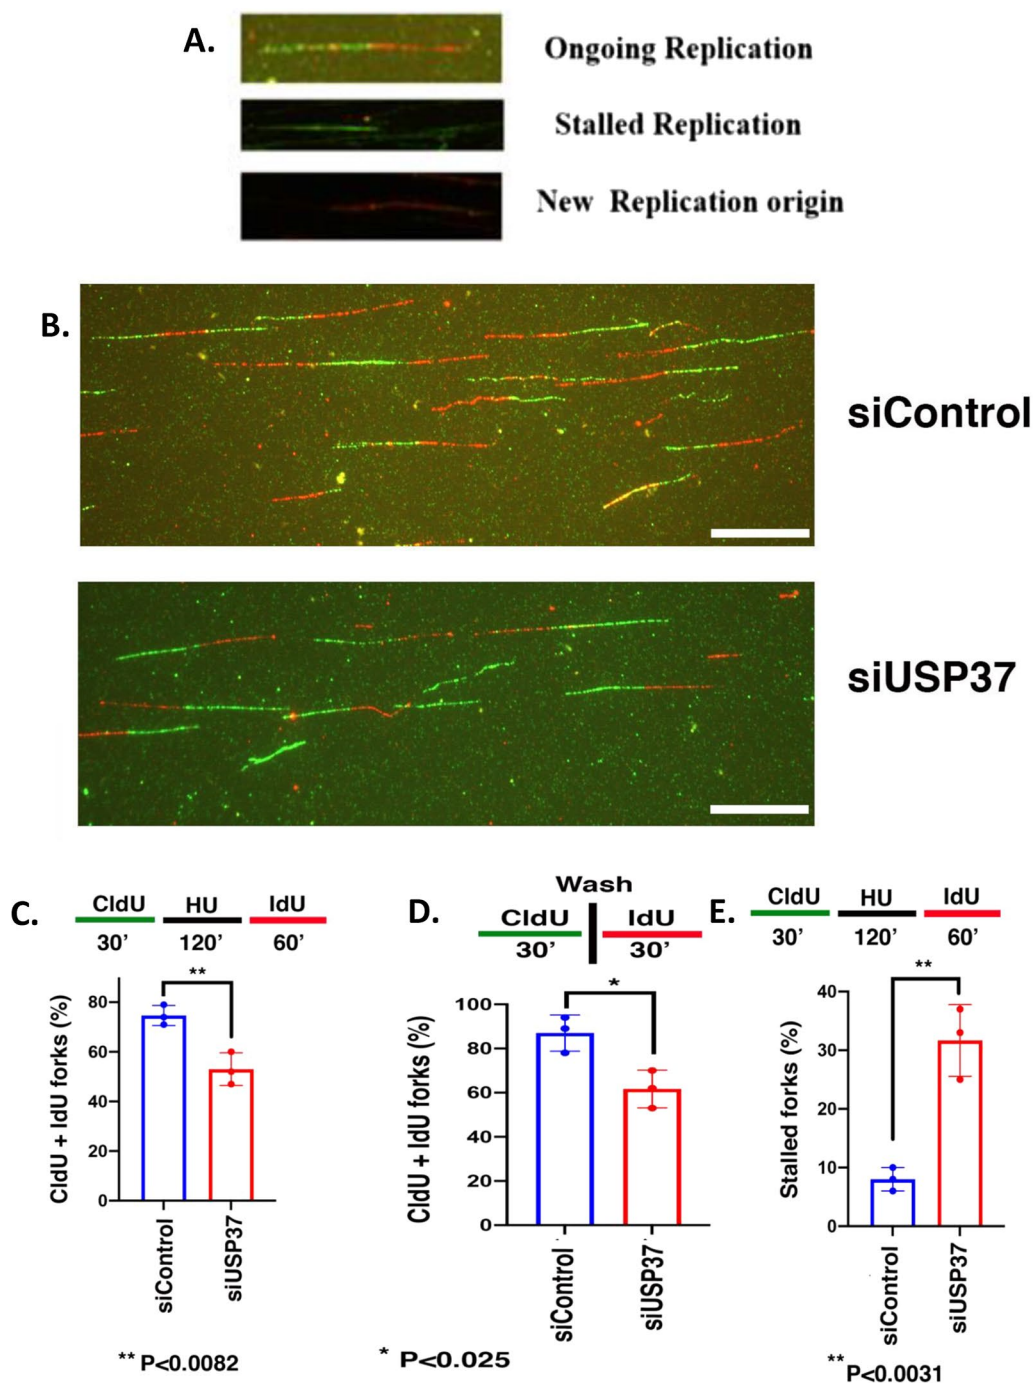 A.
Ongoing Replication
Stalled Replication
New Replication origin
B.
siControl
siUSP37
C.
CldU HU IdU
30’ 120’ 60’
**
CldU + IdU forks (%)
80
60
40
20
0
siControl
siUSP37
** P<0.0082
D.
Wash
CldU IdU
30’ 30’
*
CldU + IdU forks (%)
100
80
60
40
20
0
siControl
siUSP37
* P<0.025
E.
CldU HU IdU
30’ 120’ 60’
**
Stalled forks (%)
40
30
20
10
0
siControl
siUSP37
** P<0.0031